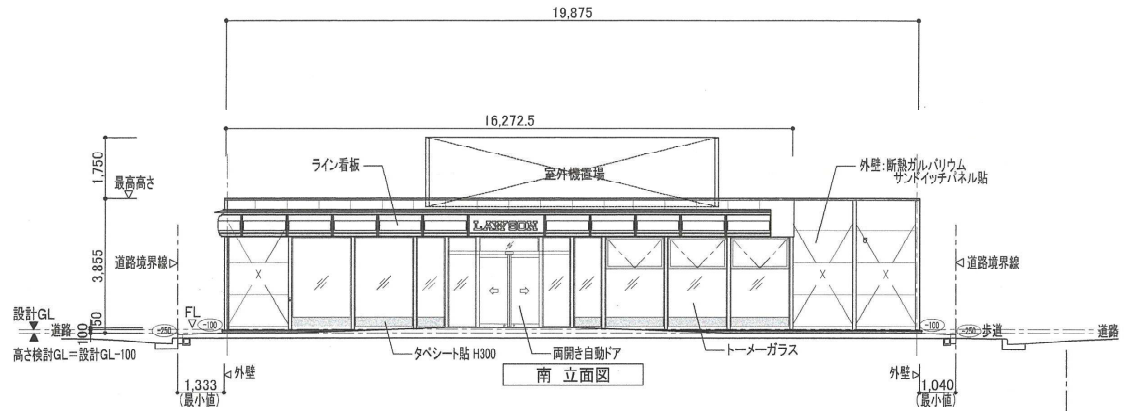 19,875
16,272.5
1,750
ライン看板
室外機置場
外壁:断熱ガルバリウム
サンドイッチパネル貼
最高高さ
LAWSON
3,855
道路境界線
道路境界線
設計GL
FL
道路
-250
-100
-100
-250
歩道
道路
150
100
高さ検討GL=設計GL-100
タペシート貼 H300
両開き自動ドア
トーメーガラス
外壁
南 立面図
外壁
1,333
(最小値)
1,040
(最小値)